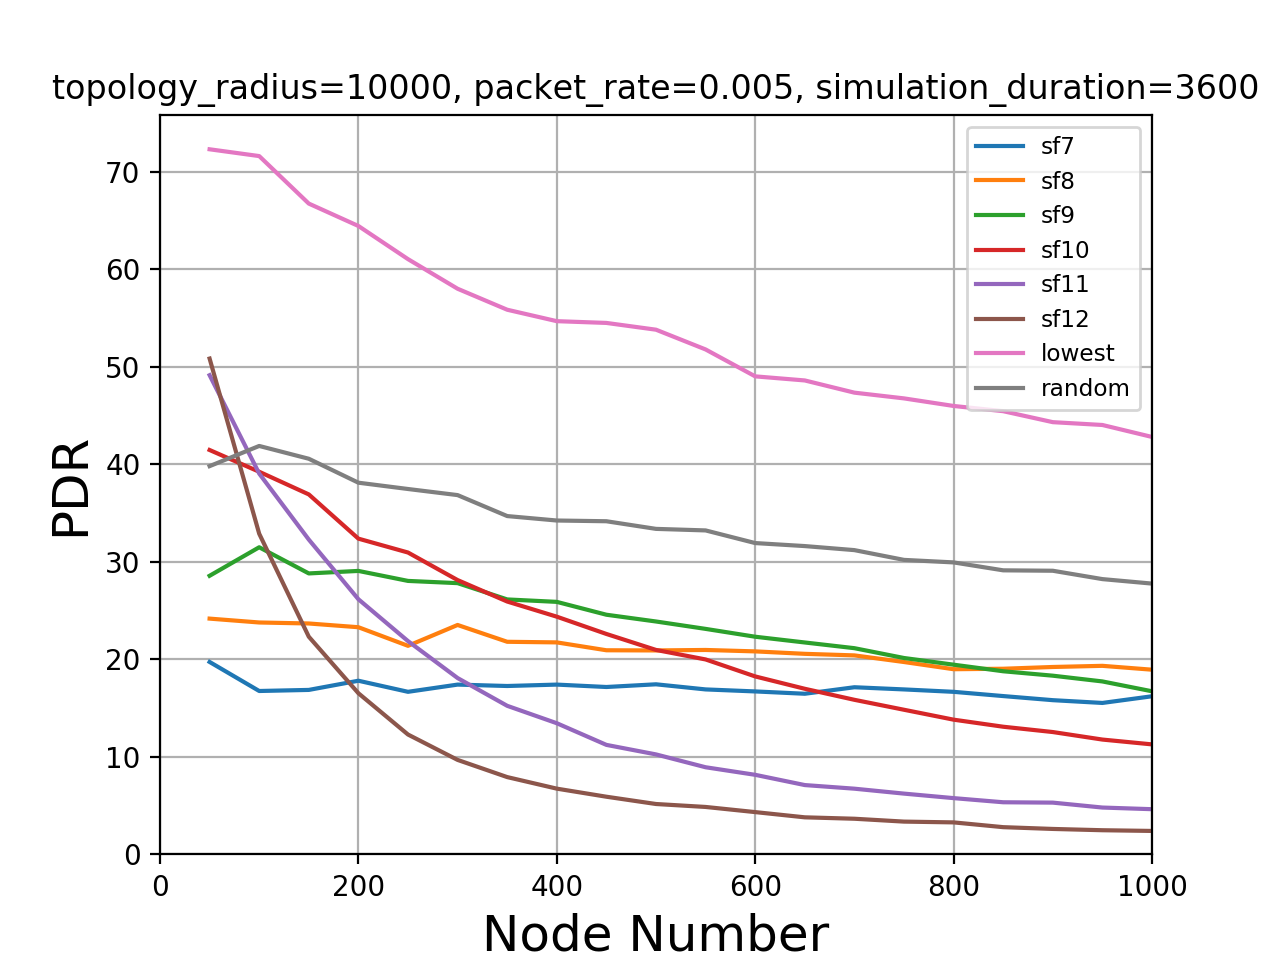 topology_radius=10000, packet_rate=0.005, simulation_duration=3600
sf7
sf8
sf9
sf10
sf11
sf12
lowest
random
70
60
50
40
30
20
10
0
PDR
0 200 400 600 800 1000
Node Number